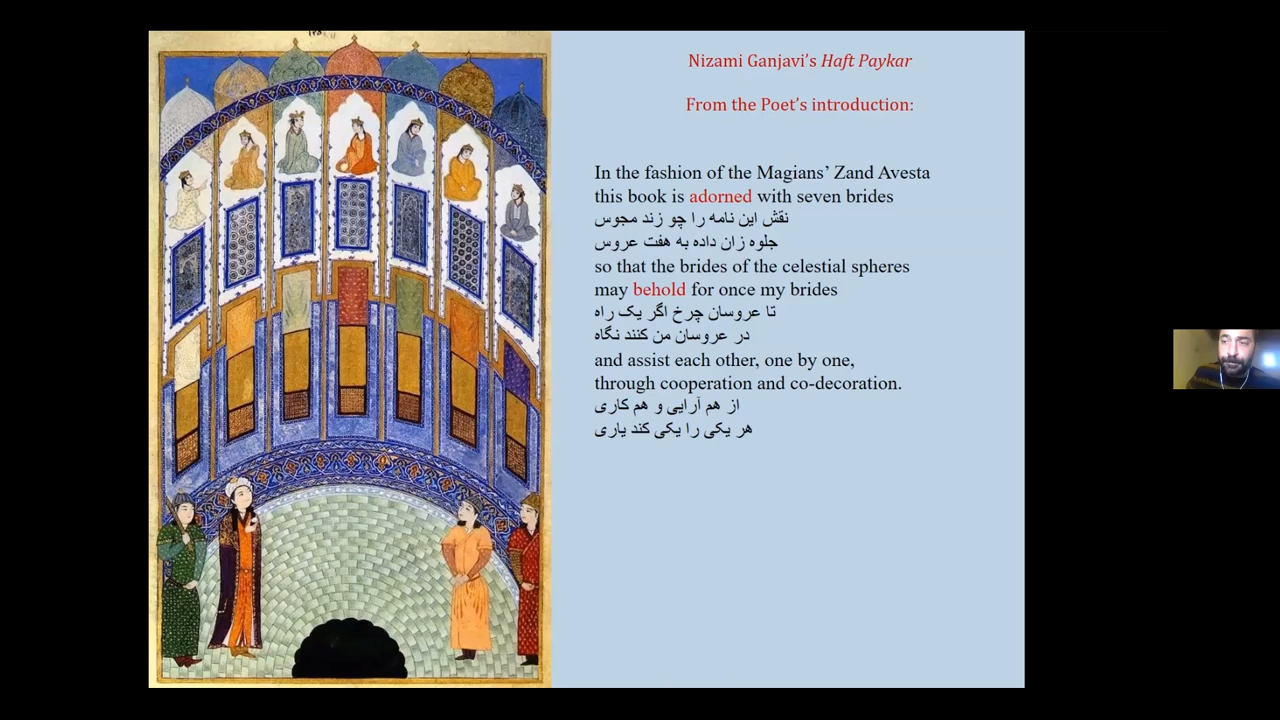 Nizami Ganjavi's Haft Paykar
From the Poet's introduction:
In the fashion of the Magians' Zand Avesta
this book is adorned with seven brides
نقش این نامه را چو زند مجوس
جلوه زان داده به هفت عروس
so that the brides of the celestial spheres
may behold for once my brides
تا عروسان چرخ اگر یک راه
در عروسان من کنند نگاه
and assist each other, one by one,
through cooperation and co-decoration.
از هم آرایی و هم کاری
هر یکی را یکی کند یاری